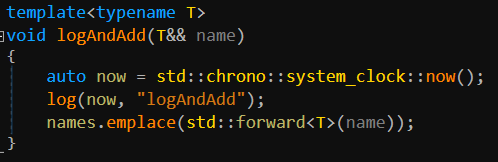 template<typename T>
void logAndAdd(T&& name)
{
    auto now = std::chrono::system_clock::now();
    log(now, "logAndAdd");
    names.emplace(std::forward<T>(name));
}